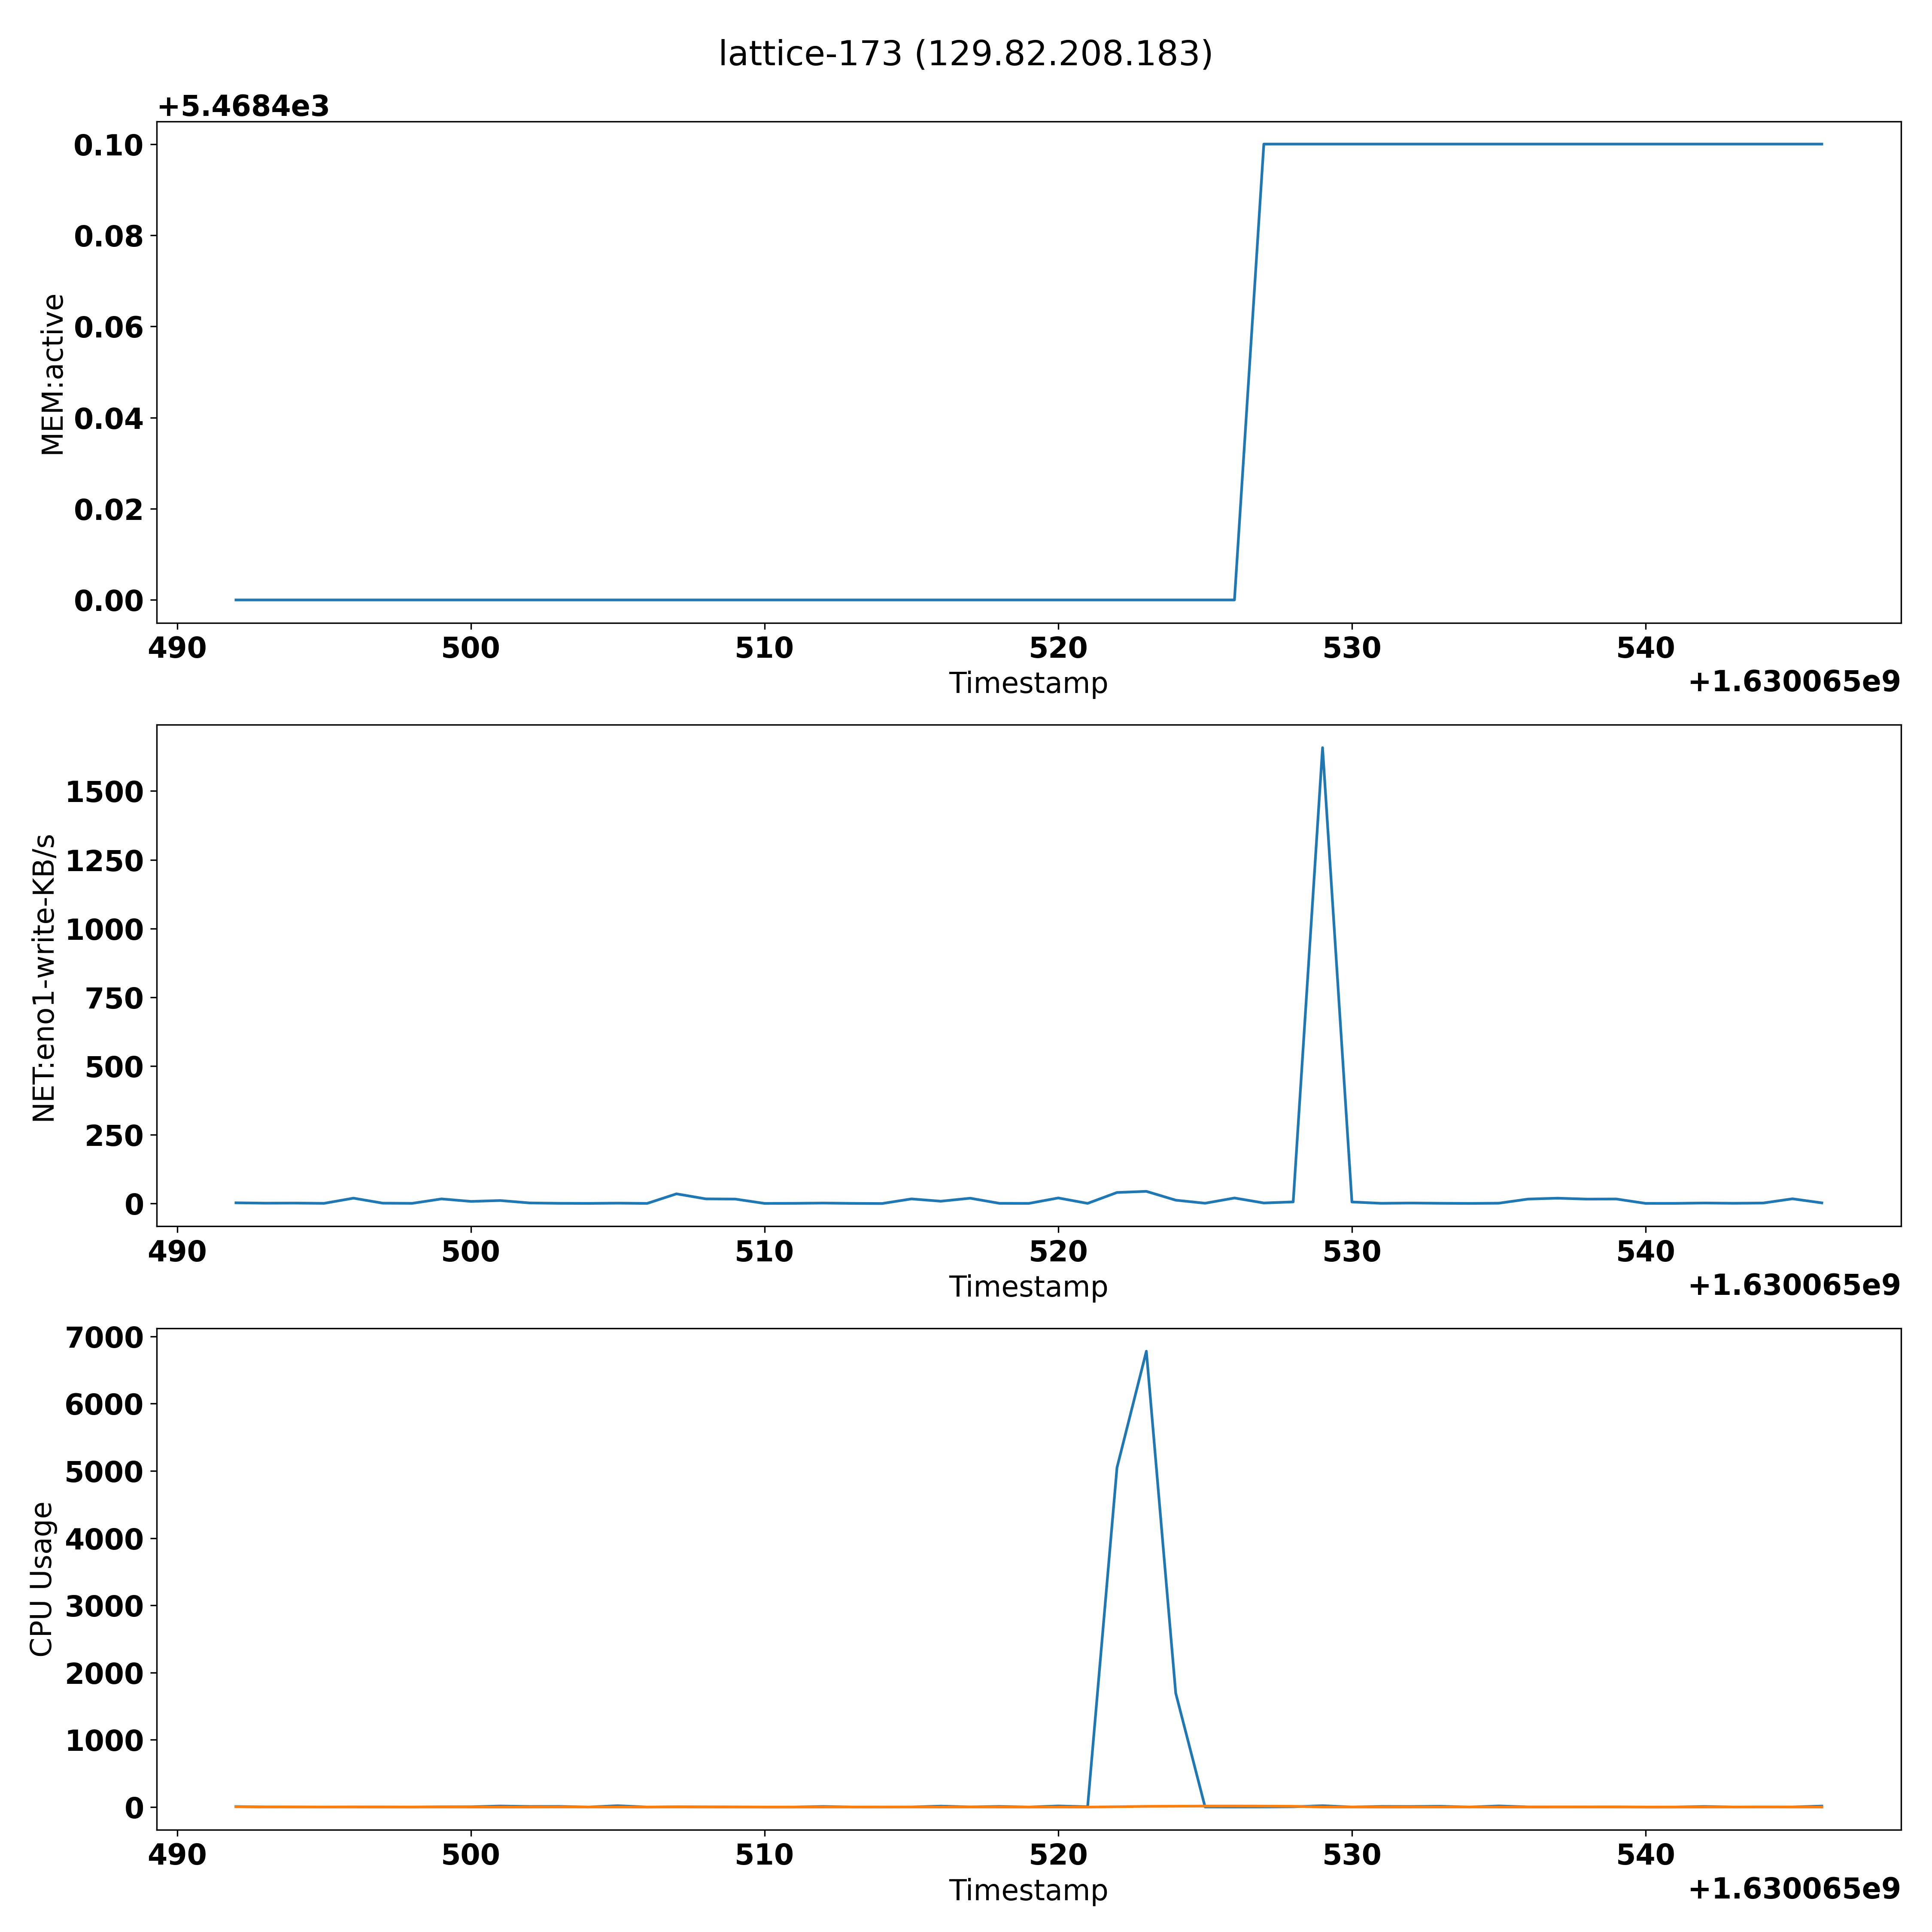 lattice-173 (129.82.208.183)
+5.4684e3
0.10
0.08
0.06
0.04
0.02
0.00
MEM:active
490 500 510 520 530 540
Timestamp
+1.630065e9
1500
1250
1000
750
500
250
0
NET:eno1-write-KB/s
490 500 510 520 530 540
Timestamp
+1.630065e9
7000
6000
5000
4000
3000
2000
1000
0
CPU Usage
490 500 510 520 530 540
Timestamp
+1.630065e9